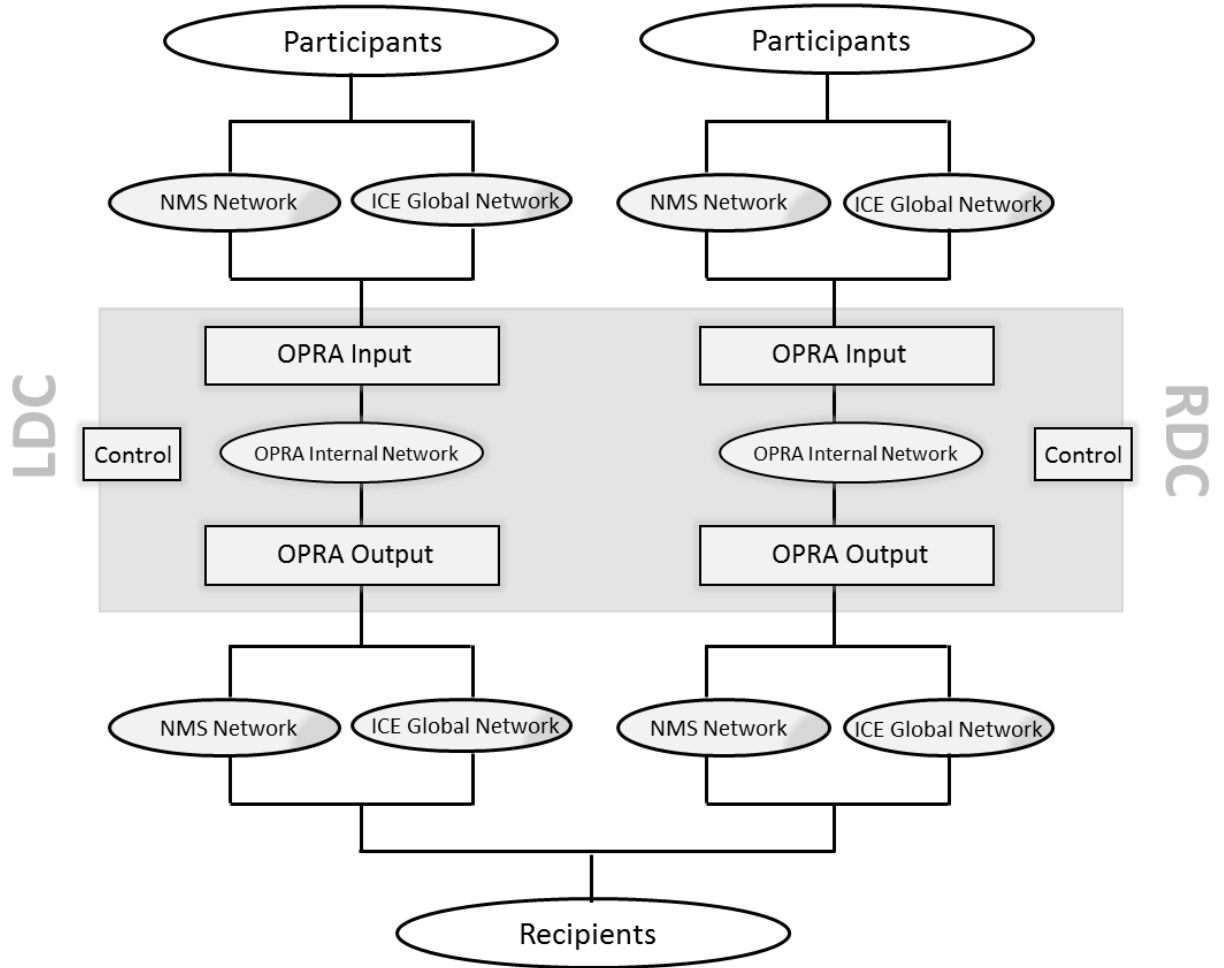 Participants
Participants
NMS Network
ICE Global Network
NMS Network
ICE Global Network
OPRA Input
OPRA Input
LDC
Control
OPRA Internal Network
OPRA Internal Network
Control
RDC
OPRA Output
OPRA Output
NMS Network
ICE Global Network
NMS Network
ICE Global Network
Recipients